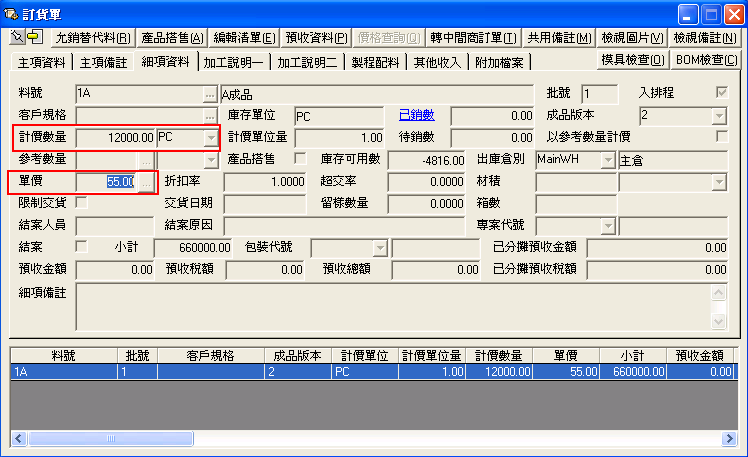 訂貨單
允銷替代料(R) 產品搭售(A) 編輯清單(E) 預收資料(P) 價格查詢(Q) 轉中間商訂單(T) 共用備註(M) 檢視圖片(V) 檢視備註(N)
主項資料 主項備註 細項資料 加工說明一 加工說明二 製程配料 其他收入 附加檔案 模具檢查(O) BOM檢查(C)
料號 1A ... A成品 批號 1 入排程
客戶規格 ... 庫存單位 PC 已銷數 0.00 成品版本 2
計價數量 12000.00 PC 計價單位量 1.00 待銷數 0.00 以參考數量計價
參考數量 ... 產品搭售 庫存可用數 -4816.00 出庫倉別 MainWH 主倉
單價 55.00 ... 折扣率 1.0000 超交率 0.0000 材積
限制交貨 交貨日期 留樣數量 0.0000 箱數
結案人員 結案原因 專案代號
結案 小計 660000.00 包裝代號 已分攤預收金額 0.00
預收金額 0.00 預收稅額 0.00 預收總額 0.00 已分攤預收稅額 0.00
細項備註
料號 批號 客戶規格 成品版本 計價單位 計價單位量 計價數量 單價 小計 預收金額
1A 1 2 PC 1.00 12000.00 55.00 660000.00 0.00